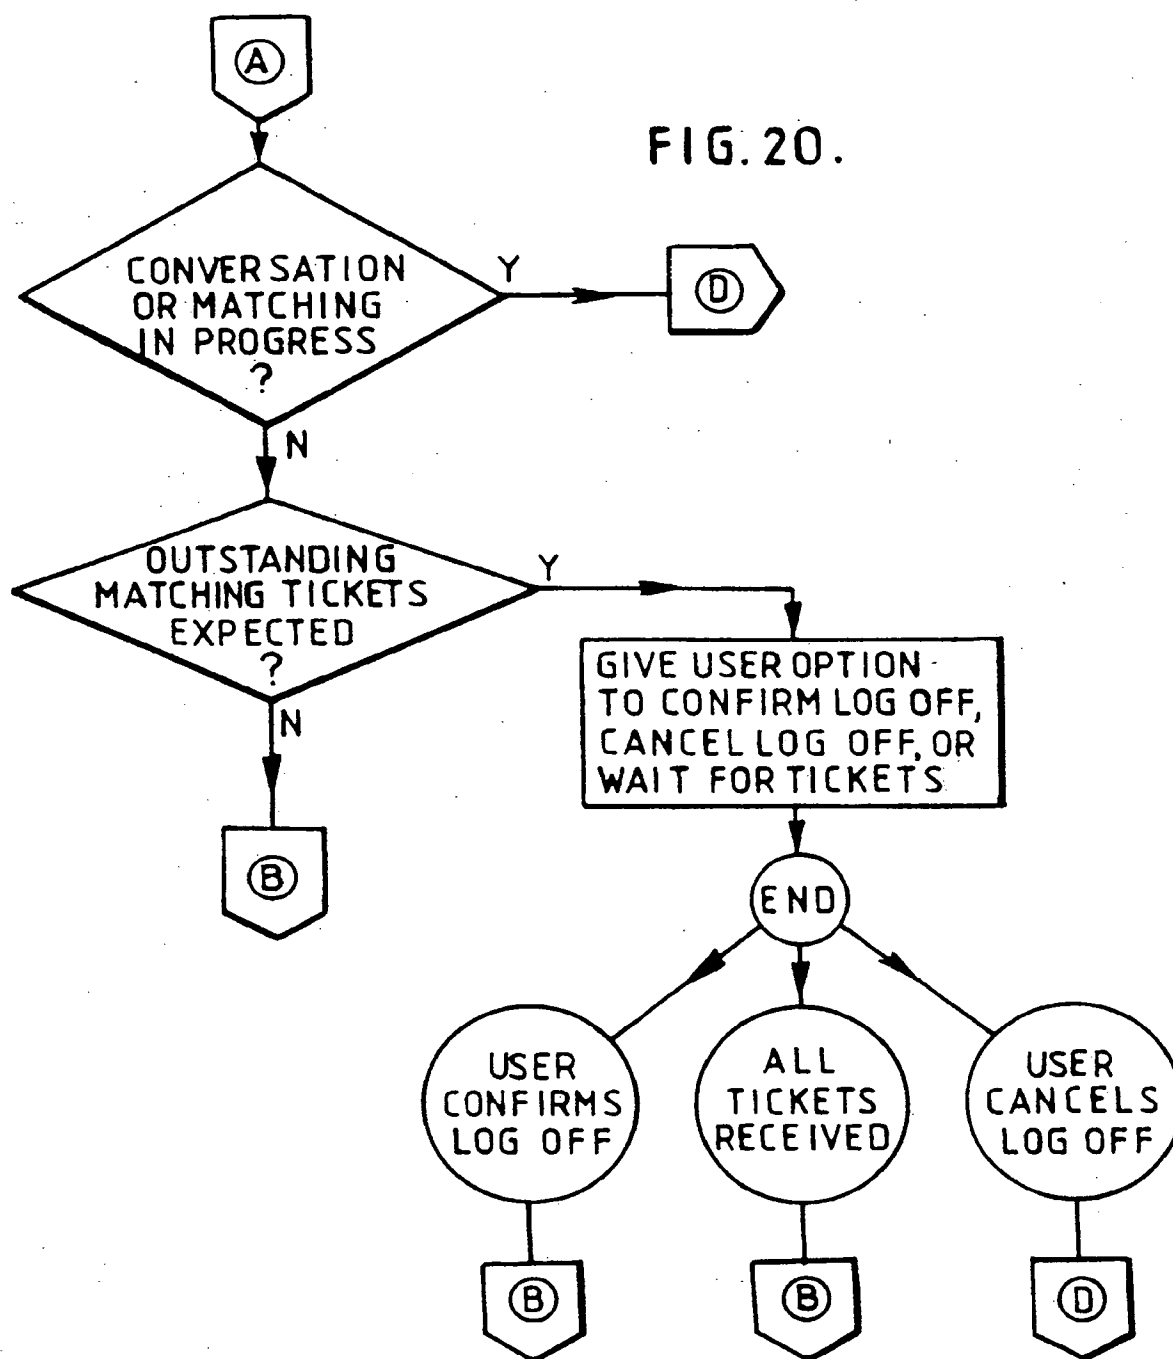 A
FIG. 20.
CONVERSATION
OR MATCHING
IN PROGRESS
?
Y
D
N
OUTSTANDING
MATCHING TICKETS
EXPECTED
?
Y
N
GIVE USER OPTION
TO CONFIRM LOG OFF,
CANCEL LOG OFF, OR
WAIT FOR TICKETS
B
END
USER
CONFIRMS
LOG OFF
ALL
TICKETS
RECEIVED
USER
CANCELS
LOG OFF
B
B
D